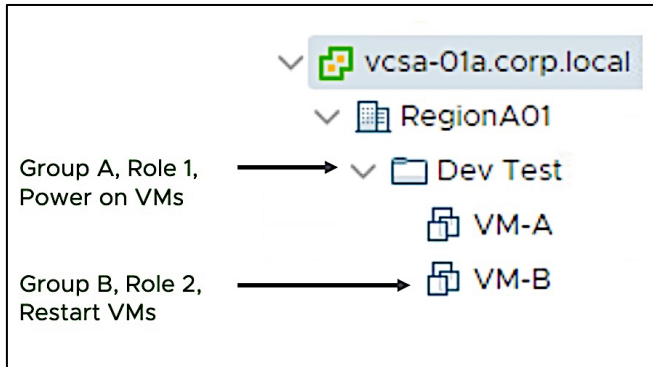 vcsa-01a.corp.local
RegionA01
Group A, Role 1,
Power on VMs
Dev Test
VM-A
Group B, Role 2,
Restart VMs
VM-B